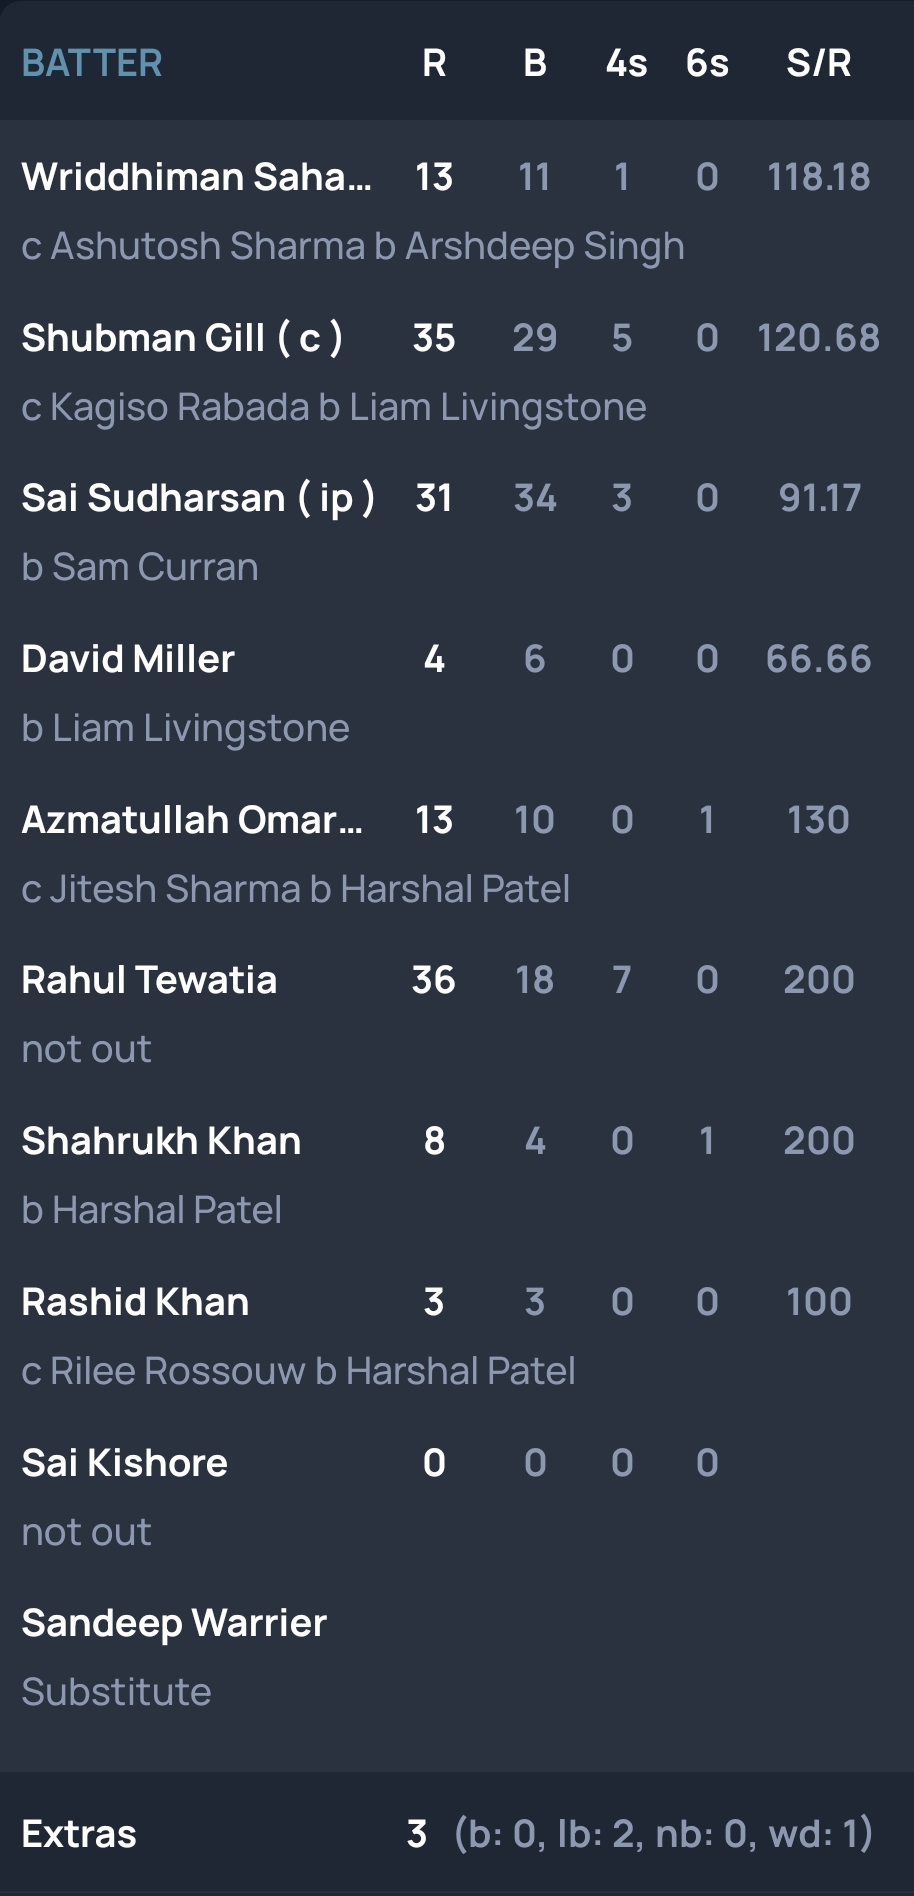 BATTER R B 4s 6s S/R
Wriddhiman Saha... 13 11 1 0 118.18
c Ashutosh Sharma b Arshdeep Singh
Shubman Gill ( c ) 35 29 5 0 120.68
c Kagiso Rabada b Liam Livingstone
Sai Sudharsan ( ip ) 31 34 3 0 91.17
b Sam Curran
David Miller 4 6 0 0 66.66
b Liam Livingstone
Azmatullah Omar... 13 10 0 1 130
c Jitesh Sharma b Harshal Patel
Rahul Tewatia 36 18 7 0 200
not out
Shahrukh Khan 8 4 0 1 200
b Harshal Patel
Rashid Khan 3 3 0 0 100
c Rilee Rossouw b Harshal Patel
Sai Kishore 0 0 0 0
not out
Sandeep Warrier
Substitute
Extras 3 (b: 0, lb: 2, nb: 0, wd: 1)